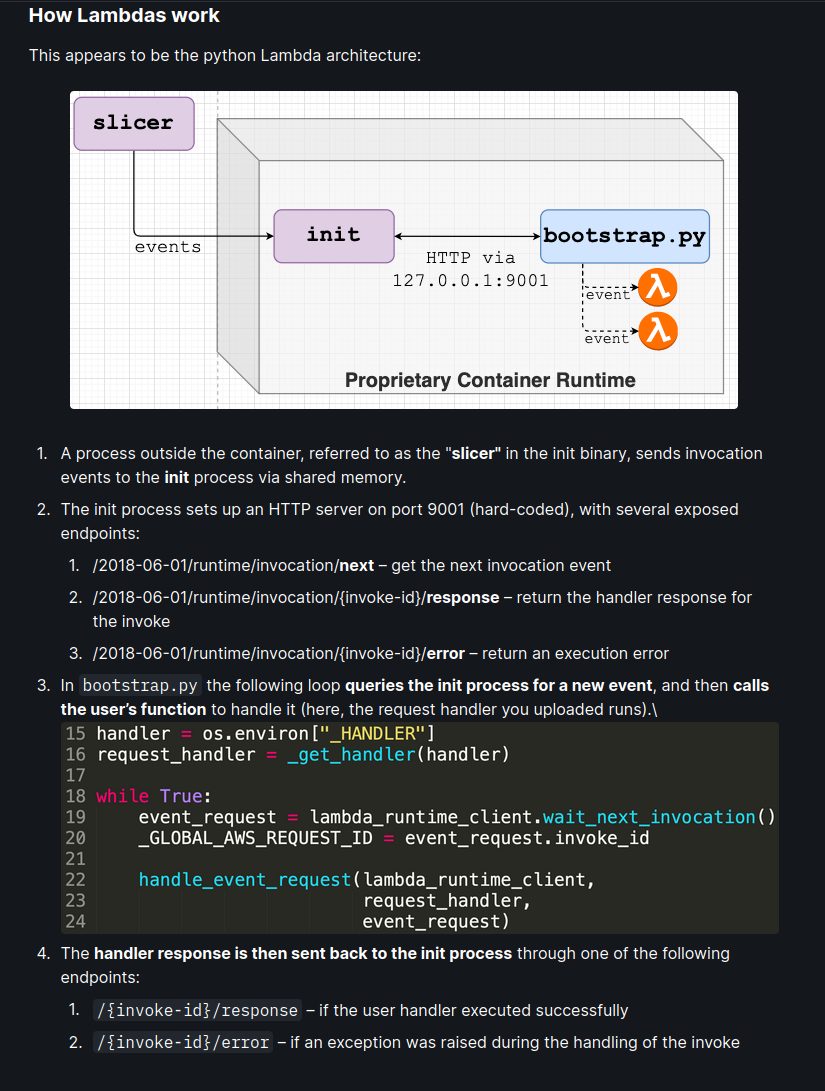 How Lambdas work
This appears to be the python Lambda architecture:
slicer
events
init
HTTP via
127.0.0.1:9001
bootstrap.py
event
λ
event
λ
Proprietary Container Runtime
1. A process outside the container, referred to as the "slicer" in the init binary, sends invocation
events to the init process via shared memory.
2. The init process sets up an HTTP server on port 9001 (hard-coded), with several exposed
endpoints:
1. /2018-06-01/runtime/invocation/next – get the next invocation event
2. /2018-06-01/runtime/invocation/{invoke-id}/response – return the handler response for
the invoke
3. /2018-06-01/runtime/invocation/{invoke-id}/error – return an execution error
3. In bootstrap.py the following loop queries the init process for a new event, and then calls
the user’s function to handle it (here, the request handler you uploaded runs).\
15 handler = os.environ["_HANDLER"]
16 request_handler = _get_handler(handler)
17
18 while True:
19     event_request = lambda_runtime_client.wait_next_invocation()
20     _GLOBAL_AWS_REQUEST_ID = event_request.invoke_id
21
22     handle_event_request(lambda_runtime_client,
23                          request_handler,
24                          event_request)
4. The handler response is then sent back to the init process through one of the following
endpoints:
1. /{invoke-id}/response – if the user handler executed successfully
2. /{invoke-id}/error – if an exception was raised during the handling of the invoke